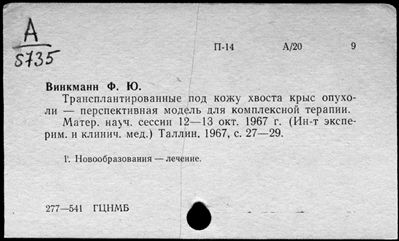 А
5735
П-14 А/20 9
Винкманн Ф. Ю.
Трансплантированные под кожу хвоста крыс опухо-
ли — перспективная модель для комплексной терапии.
Матер. науч. сессии 12—13 окт. 1967 г. (Ин-т экспе-
рим. и клинич. мед.) Таллин, 1967, с. 27—29.
1. Новообразования — лечение.
277—541 ГЦНМБ